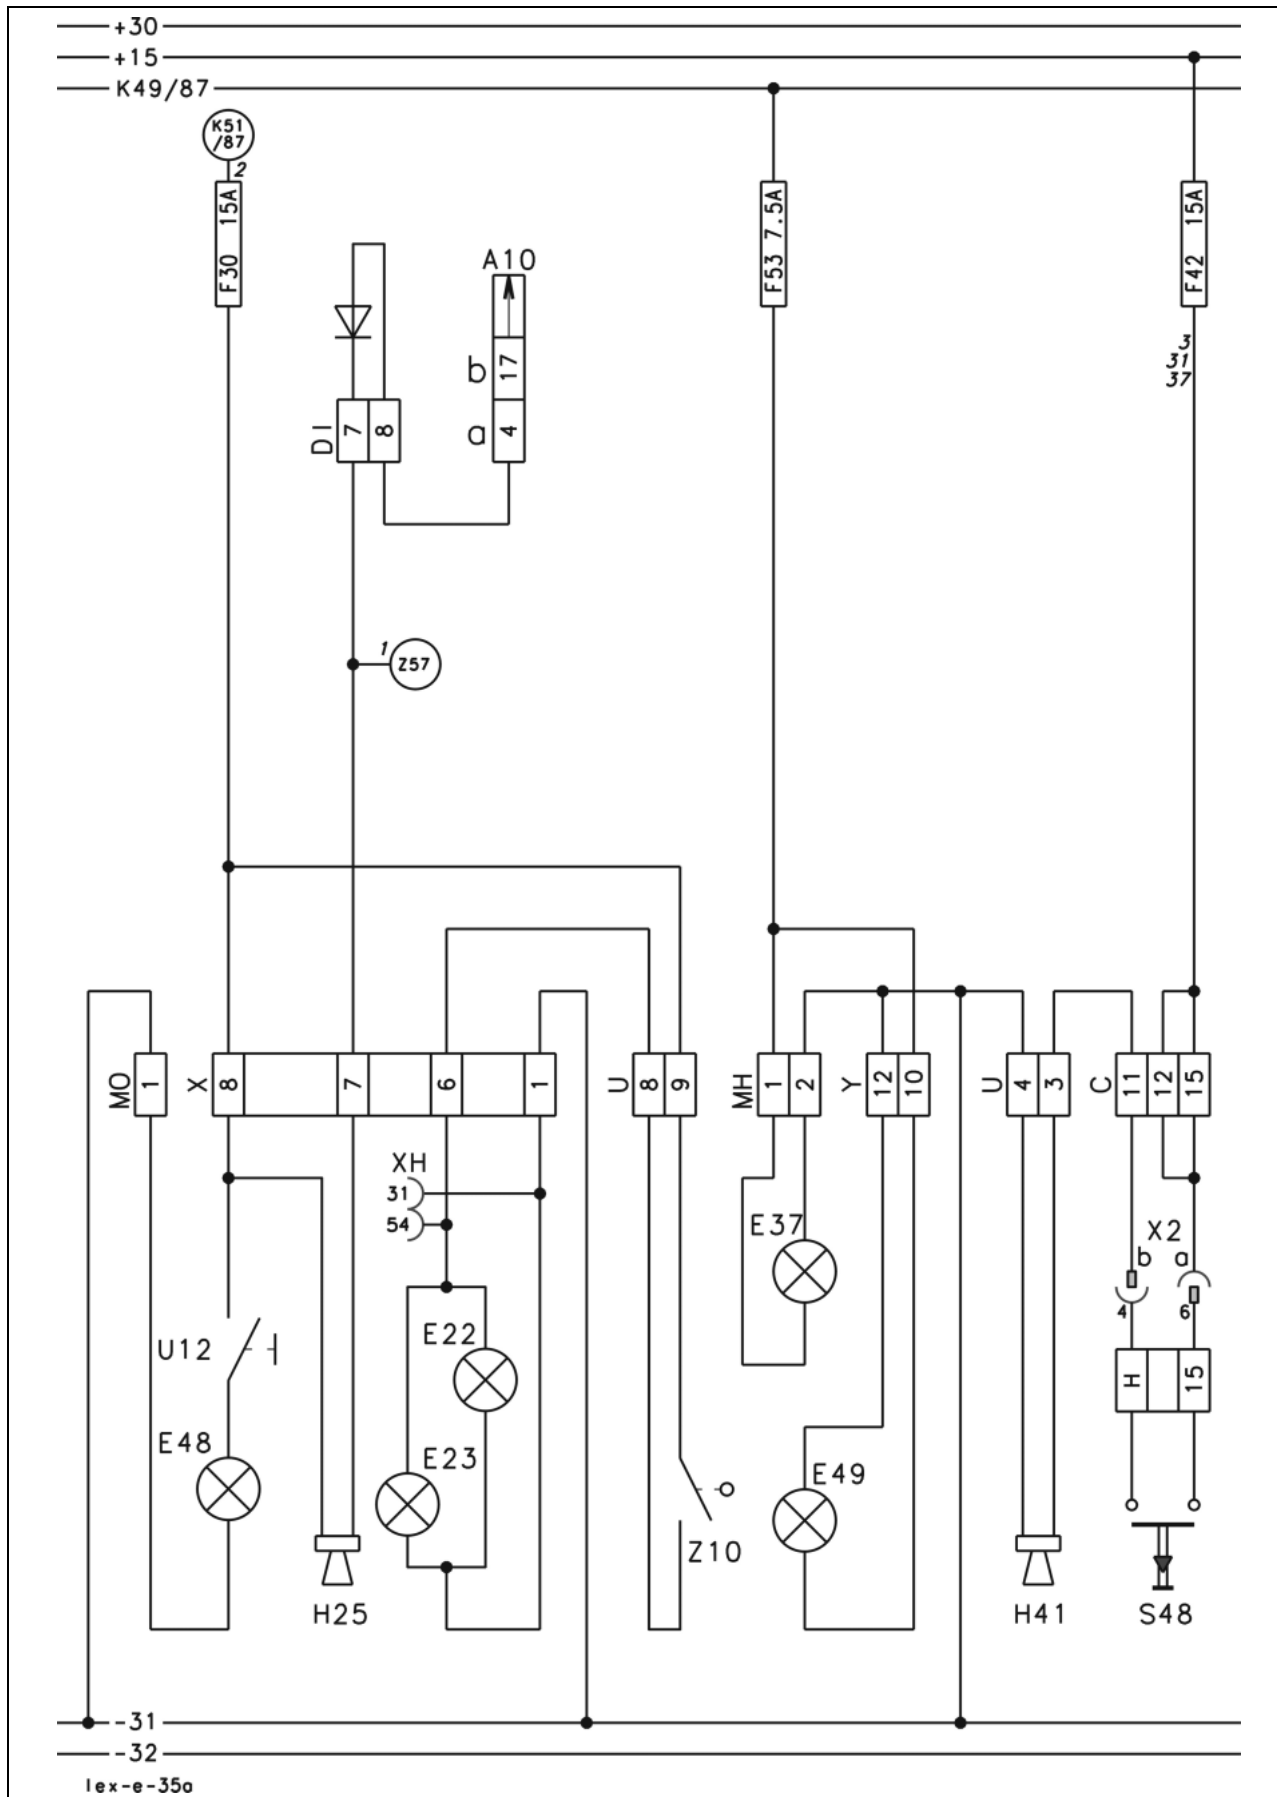 +30
+15
K49/87
K51
/87
2
F30 15A
F53 7.5A
F42 15A
A10
b 17
a 4
DI 7 8
3
31
37
1
Z57
MO 1
X 8 7 6 1
U 8 9
MH 1 2
Y 12 10
U 4 3
C 11 12 15
XH
31
54
E37
X2
b a
4 6
U12
E22
H 15
E48
E23
E49
Z10
H25
H41
S48
-31
-32
lex-e-35a